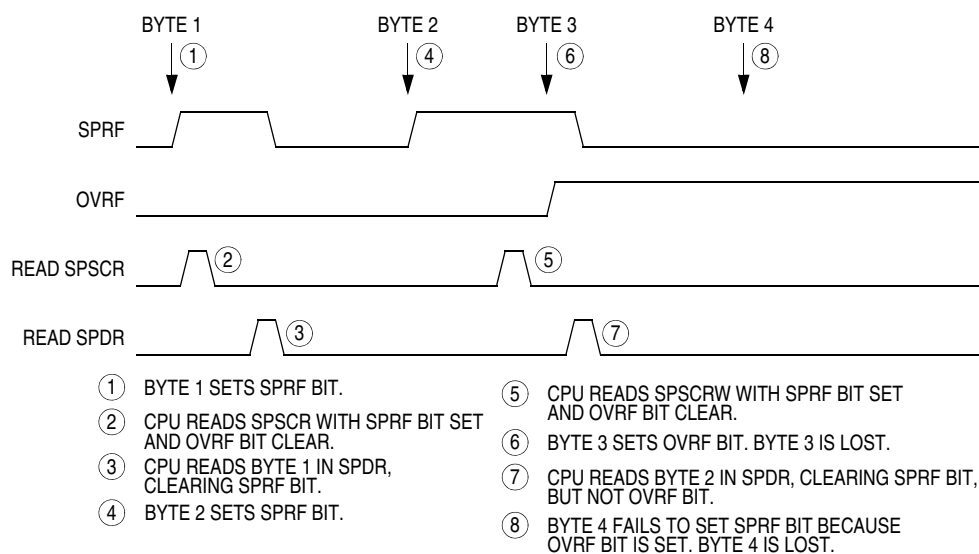 BYTE 1 BYTE 2 BYTE 3 BYTE 4
1 4 6 8
SPRF
OVRF
READ SPSCR 2 5
READ SPDR 3 7
1 BYTE 1 SETS SPRF BIT.
2 CPU READS SPSCR WITH SPRF BIT SET
AND OVRF BIT CLEAR.
3 CPU READS BYTE 1 IN SPDR,
CLEARING SPRF BIT.
4 BYTE 2 SETS SPRF BIT.
5 CPU READS SPSCRW WITH SPRF BIT SET
AND OVRF BIT CLEAR.
6 BYTE 3 SETS OVRF BIT. BYTE 3 IS LOST.
7 CPU READS BYTE 2 IN SPDR, CLEARING SPRF BIT,
BUT NOT OVRF BIT.
8 BYTE 4 FAILS TO SET SPRF BIT BECAUSE
OVRF BIT IS SET. BYTE 4 IS LOST.